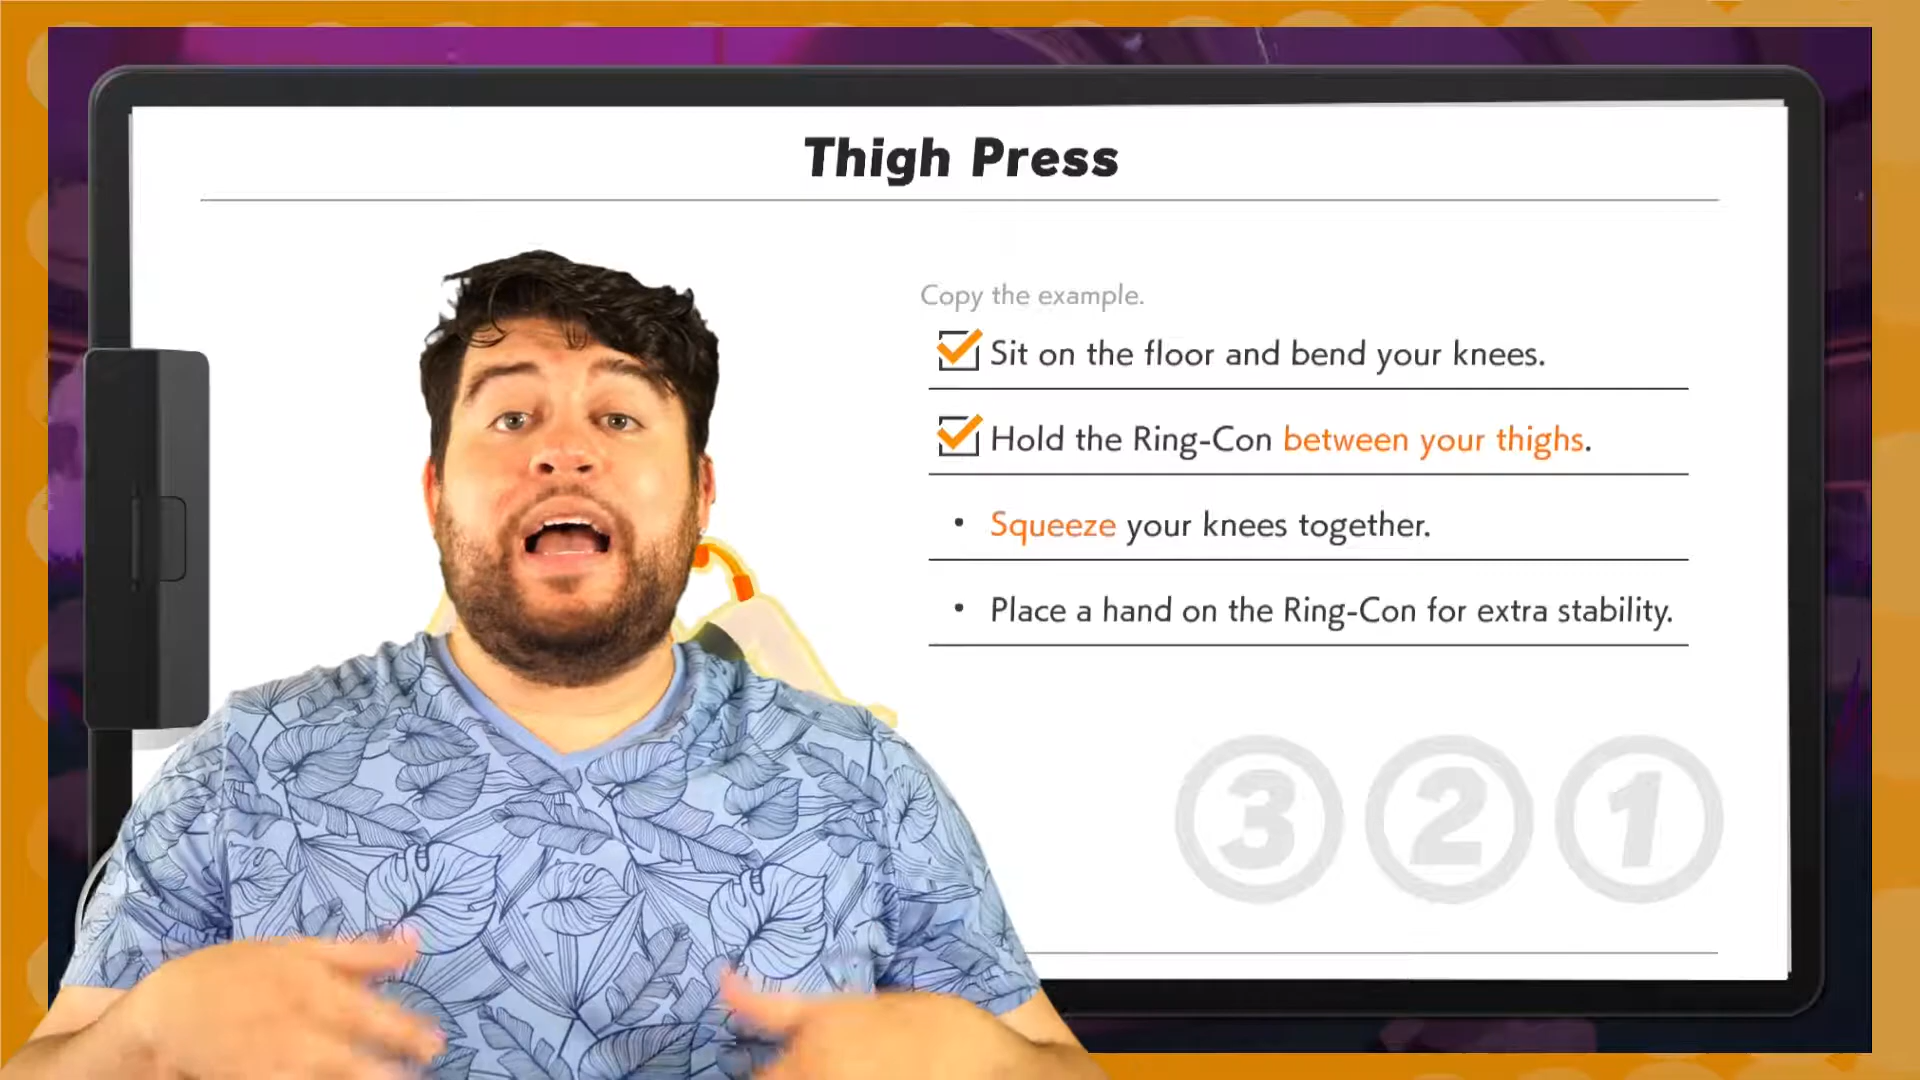 Thigh Press
Copy the example.
Sit on the floor and bend your knees.
Hold the Ring-Con between your thighs.
• Squeeze your knees together.
• Place a hand on the Ring-Con for extra stability.
3 2 1